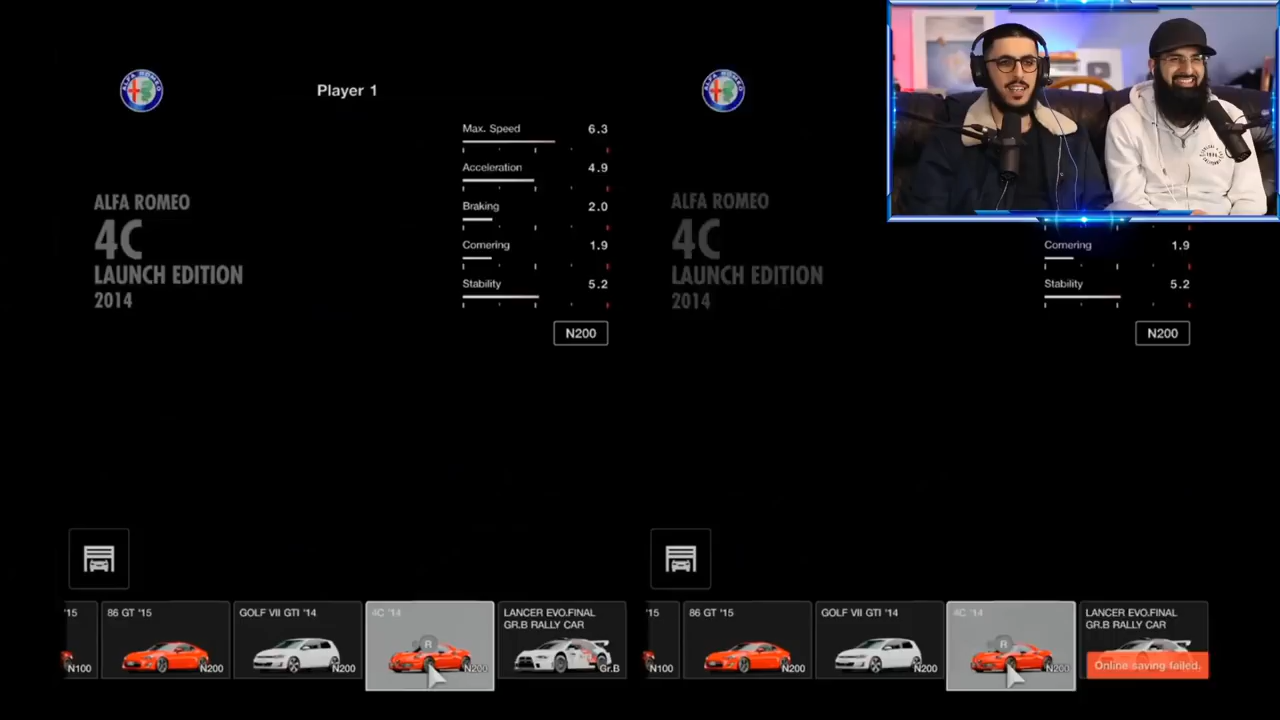 Player 1
Max. Speed 6.3
Acceleration 4.9
Braking 2.0
Cornering 1.9
Stability 5.2
N200
ALFA ROMEO
4C
LAUNCH EDITION
2014
ALFA ROMEO
4C
LAUNCH EDITION
2014
Cornering 1.9
Stability 5.2
N200
'15
N100
86 GT '15
N200
GOLF VII GTI '14
N200
4C '14
R
N200
LANCER EVO.FINAL
GR.B RALLY CAR
Gr.B
'15
N100
86 GT '15
N200
GOLF VII GTI '14
N200
4C '14
R
N200
LANCER EVO.FINAL
GR.B RALLY CAR
Online saving failed.